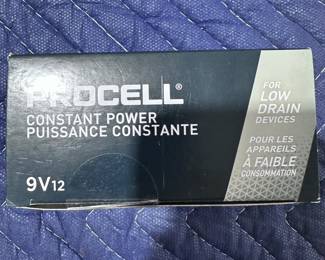 PROCELL®
CONSTANT POWER
PUISSANCE CONSTANTE
9V12
FOR
LOW
DRAIN
DEVICES
POUR LES
APPAREILS
À FAIBLE
CONSOMMATION